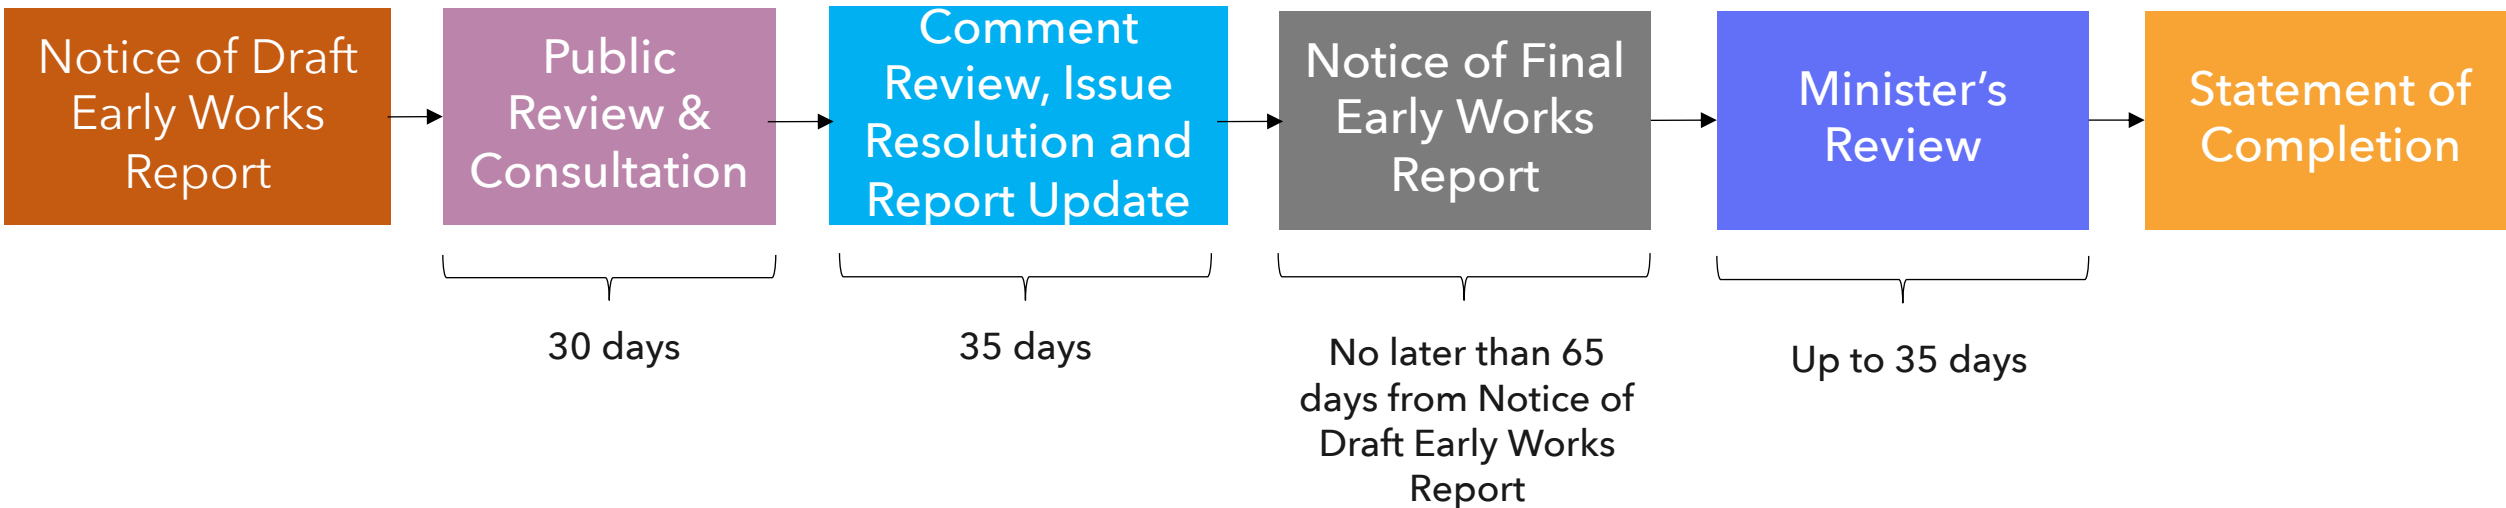 Notice of Draft
Early Works
Report
Public
Review &
Consultation
Comment
Review, Issue
Resolution and
Report Update
Notice of Final
Early Works
Report
Minister’s
Review
Statement of
Completion
30 days
35 days
No later than 65
days from Notice of
Draft Early Works
Report
Up to 35 days